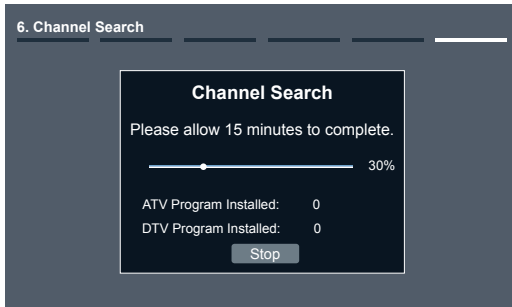 6. Channel Search
Channel Search
Please allow 15 minutes to complete.
30%
ATV Program Installed: 0
DTV Program Installed: 0
Stop